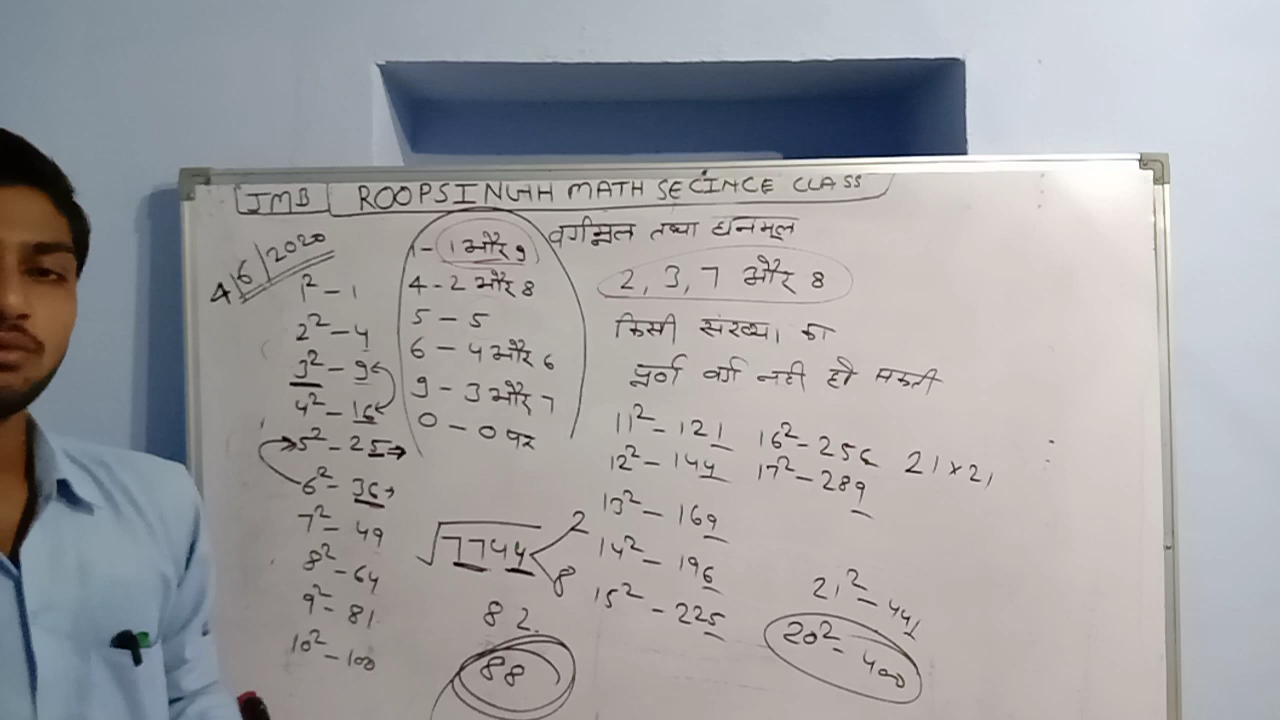 JMB ROOPSINGH MATH SECINCE CLASS
4/6/2020
वर्गमूल तथा घनमूल
1² - 1
2² - 4
3² - 9
4² - 16
5² - 25
6² - 36
7² - 49
8² - 64
9² - 81
10² - 100
1 - 1 और 9
4 - 2 और 8
5 - 5
6 - 4 और 6
9 - 3 और 7
0 - 0 पर
√7744 2
8
82.
88
2, 3, 7 और 8
किसी संख्या का
पूर्ण वर्ग नही हो सकती
11² - 121
12² - 144
13² - 169
14² - 196
15² - 225
16² - 256
17² - 289
21 × 21
21² - 441
20² - 400